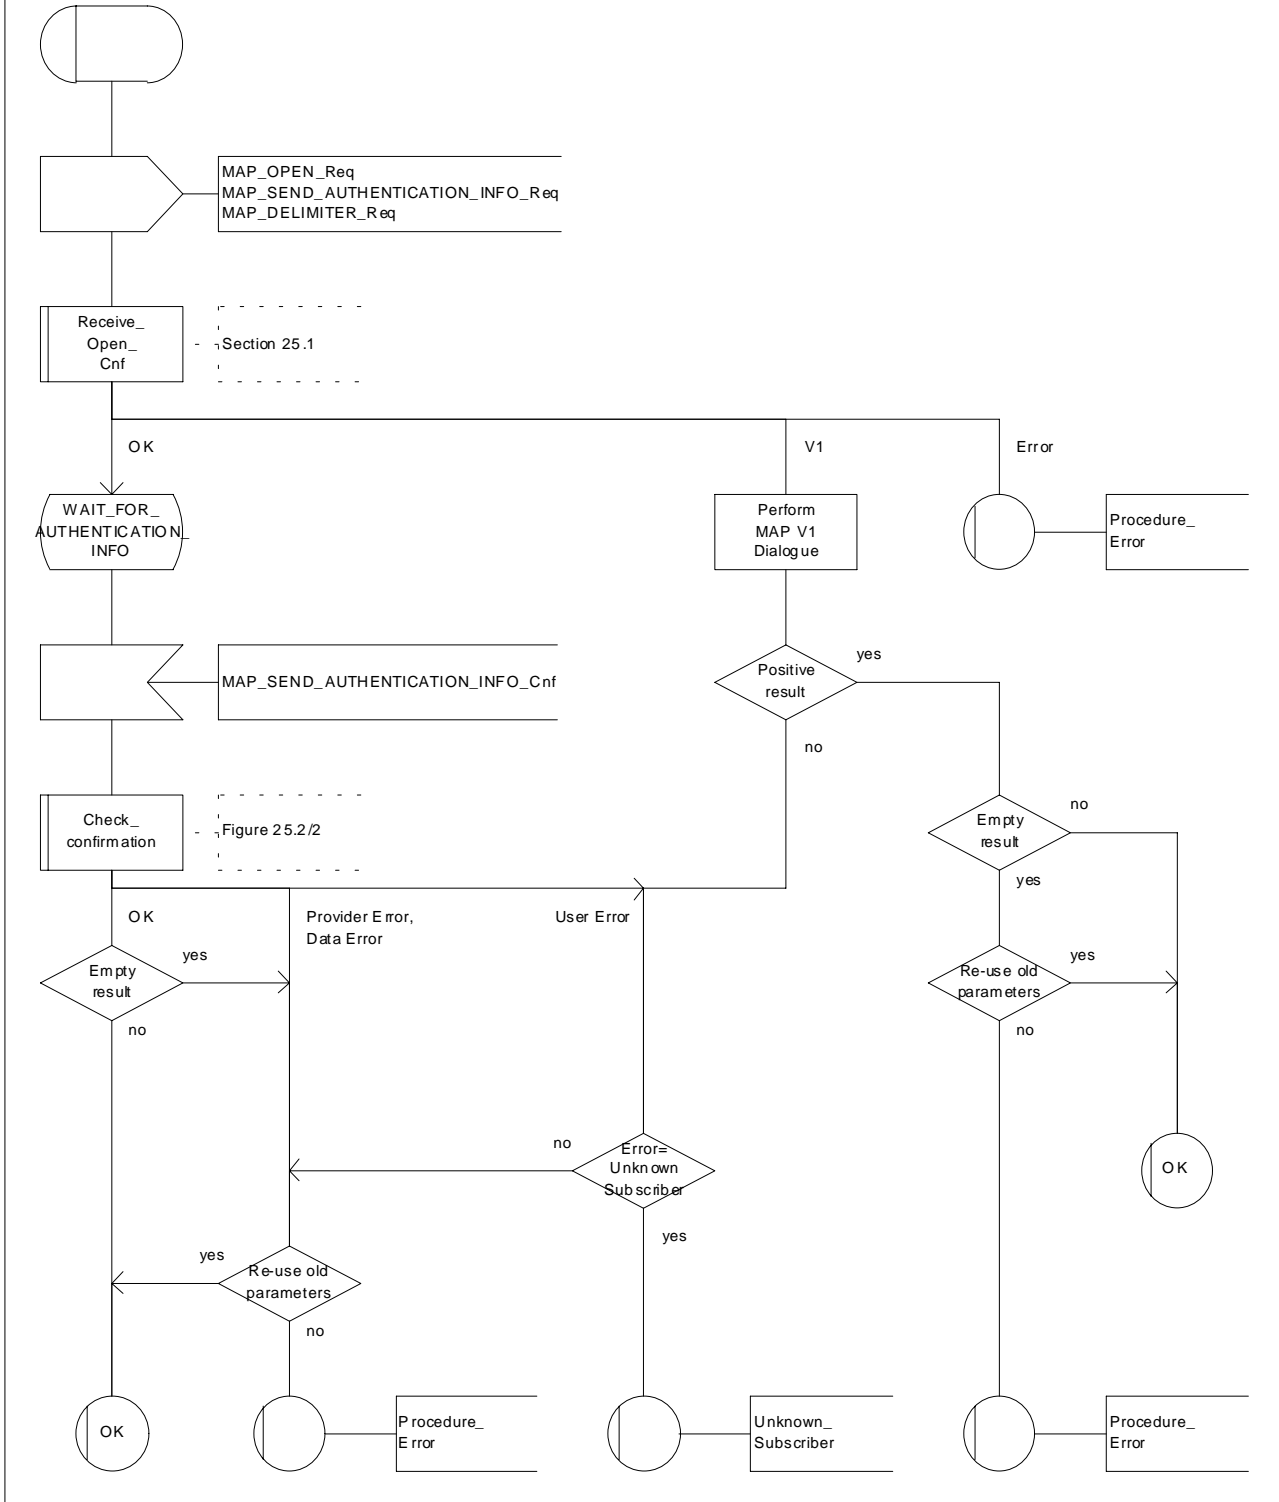 MAP_OPEN_Req
MAP_SEND_AUTHENTICATION_INFO_Req
MAP_DELIMITER_Req
Receive_
Open_
Cnf
Section 25.1
OK
V1
Error
WAIT_FOR_
AUTHENTICATION_
INFO
Perform
MAP V1
Dialogue
Procedure_
Error
MAP_SEND_AUTHENTICATION_INFO_Cnf
Positive
result
yes
no
Check_
confirmation
Figure 25.2/2
Empty
result
no
yes
OK
Provider Error,
Data Error
User Error
Empty
result
yes
no
Re-use old
parameters
yes
no
Error=
Unknown
Subscriber
no
yes
OK
Re-use old
parameters
yes
no
OK
Procedure_
Error
Unknown_
Subscriber
Procedure_
Error